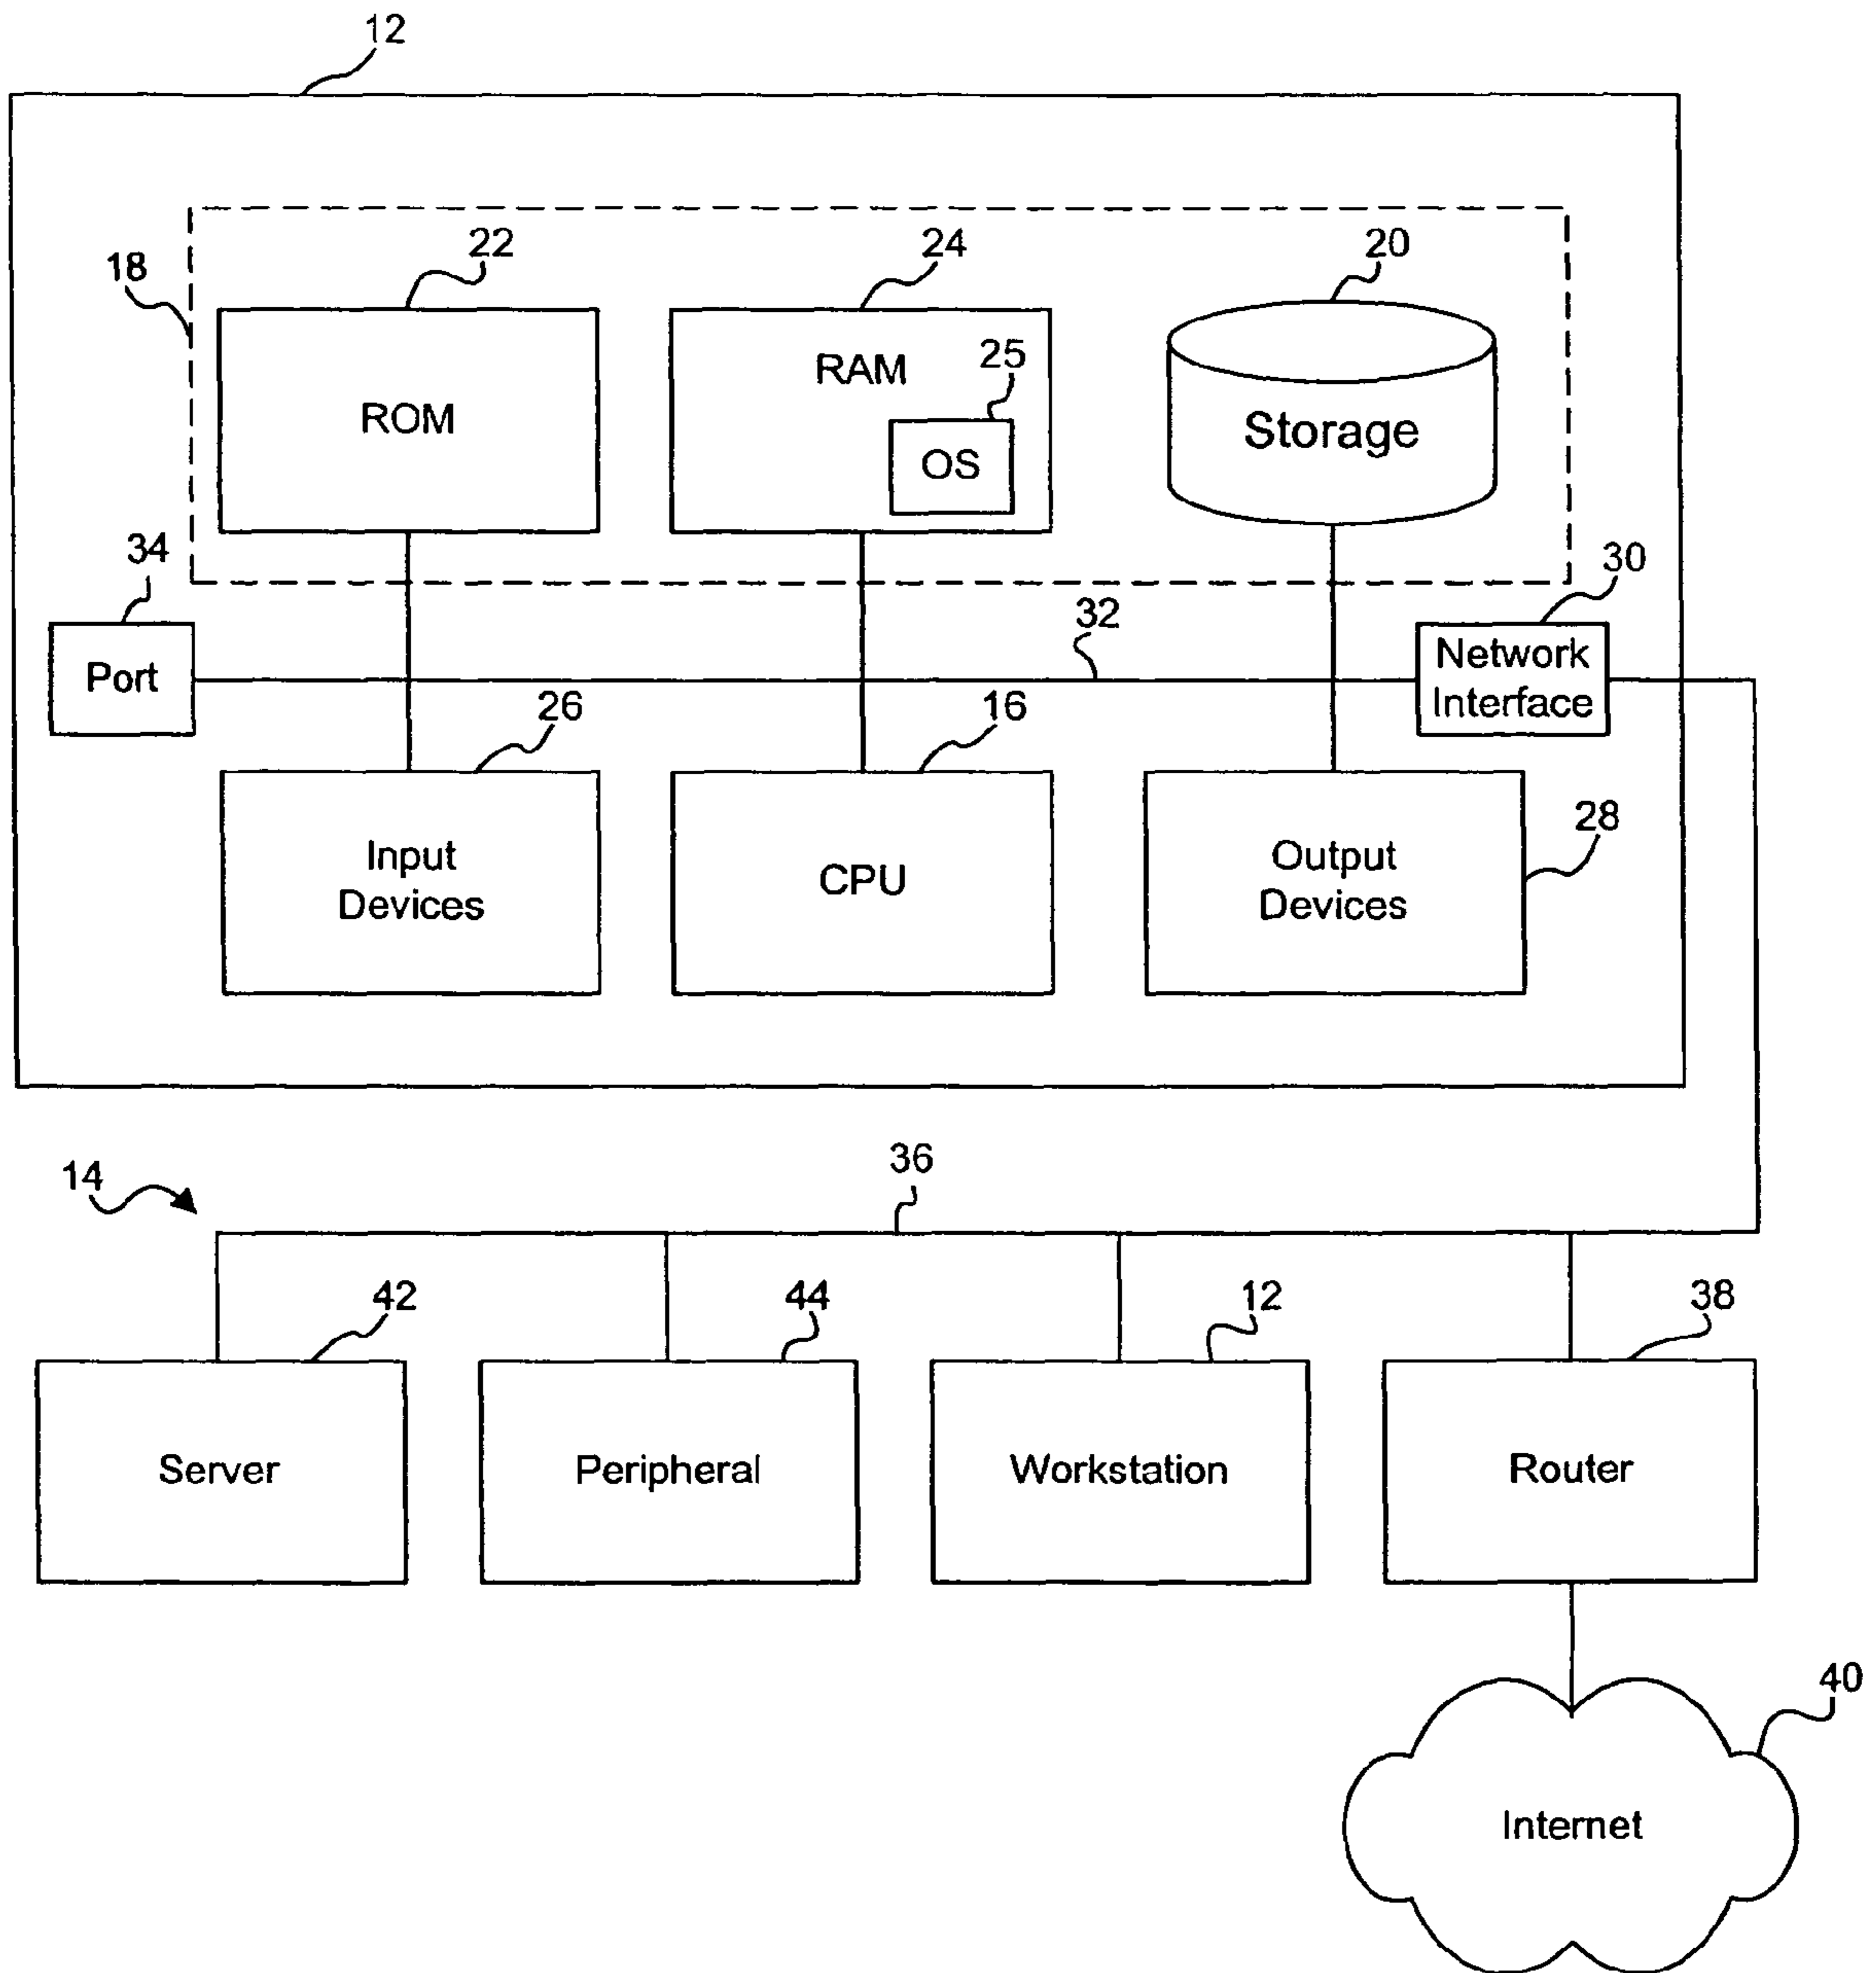 12
22
24
20
18
RAM
25
ROM
OS
Storage
34
30
32
Port
Network
Interface
26
16
28
Input
Devices
CPU
Output
Devices
14
36
42
44
12
38
Server
Peripheral
Workstation
Router
40
Internet